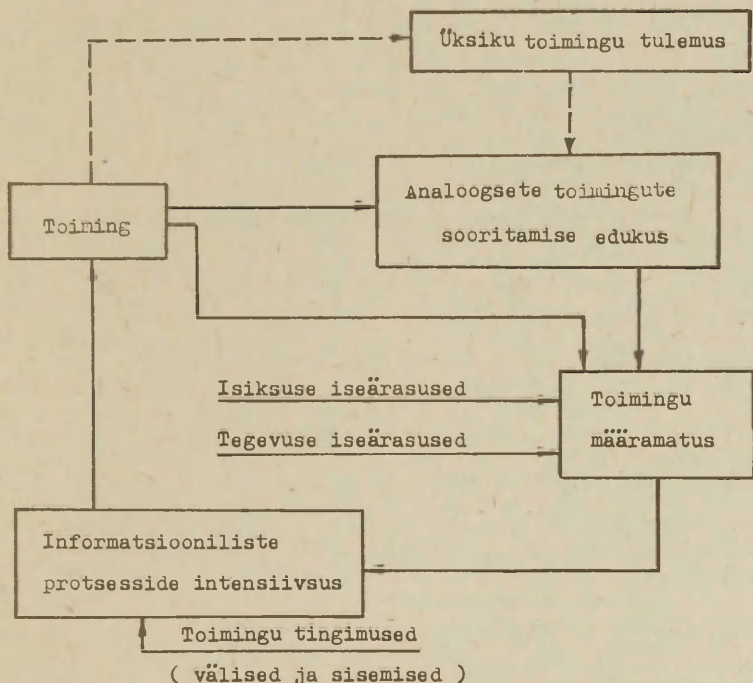 Üksiku toimingu tulemus
Analoogsete toimingute
sooritamise edukus
Toiming
Isiksuse iseärasused
Tegevuse iseärasused
Toimingu
määramatus
Informatsiooniliste
protsesside intensiivsus
Toimingu tingimused
( välised ja sisemised )